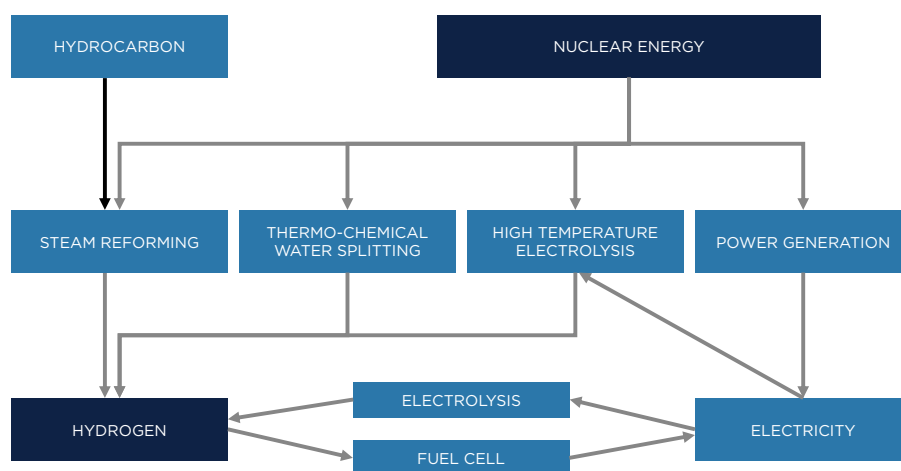 HYDROCARBON
NUCLEAR ENERGY
STEAM REFORMING
THERMO-CHEMICAL
WATER SPLITTING
HIGH TEMPERATURE
ELECTROLYSIS
POWER GENERATION
HYDROGEN
ELECTROLYSIS
FUEL CELL
ELECTRICITY